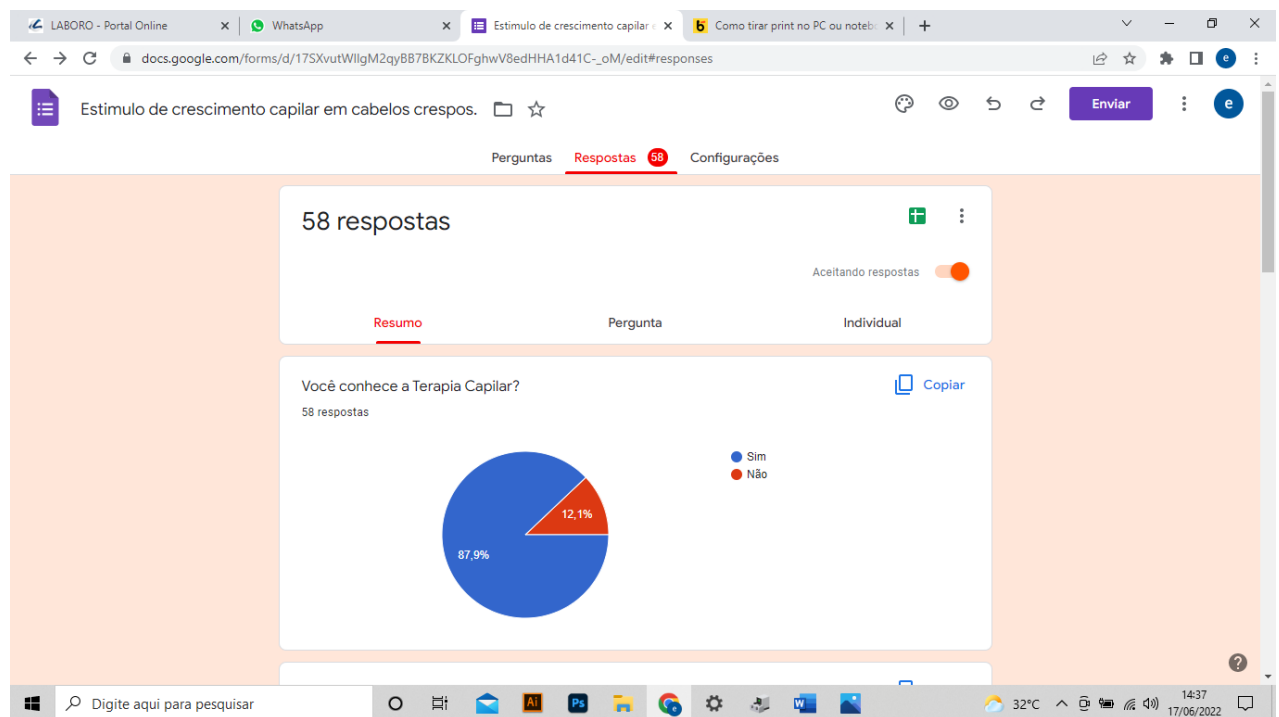 LABORO - Portal Online
WhatsApp
Estimulo de crescimento capilar e
Como tirar print no PC ou notebo
docs.google.com/forms/d/17SXvutWIlgM2qyBB7BKZKLOFghwV8edHHA1d41C-_oM/edit#responses
e
Estimulo de crescimento capilar em cabelos crespos.
Enviar
e
Perguntas Respostas 58 Configurações
58 respostas
Aceitando respostas
Resumo Pergunta Individual
Você conhece a Terapia Capilar?
Copiar
58 respostas
Sim
Não
12,1%
87,9%
Digite aqui para pesquisar
Ai
Ps
32°C
14:37
17/06/2022